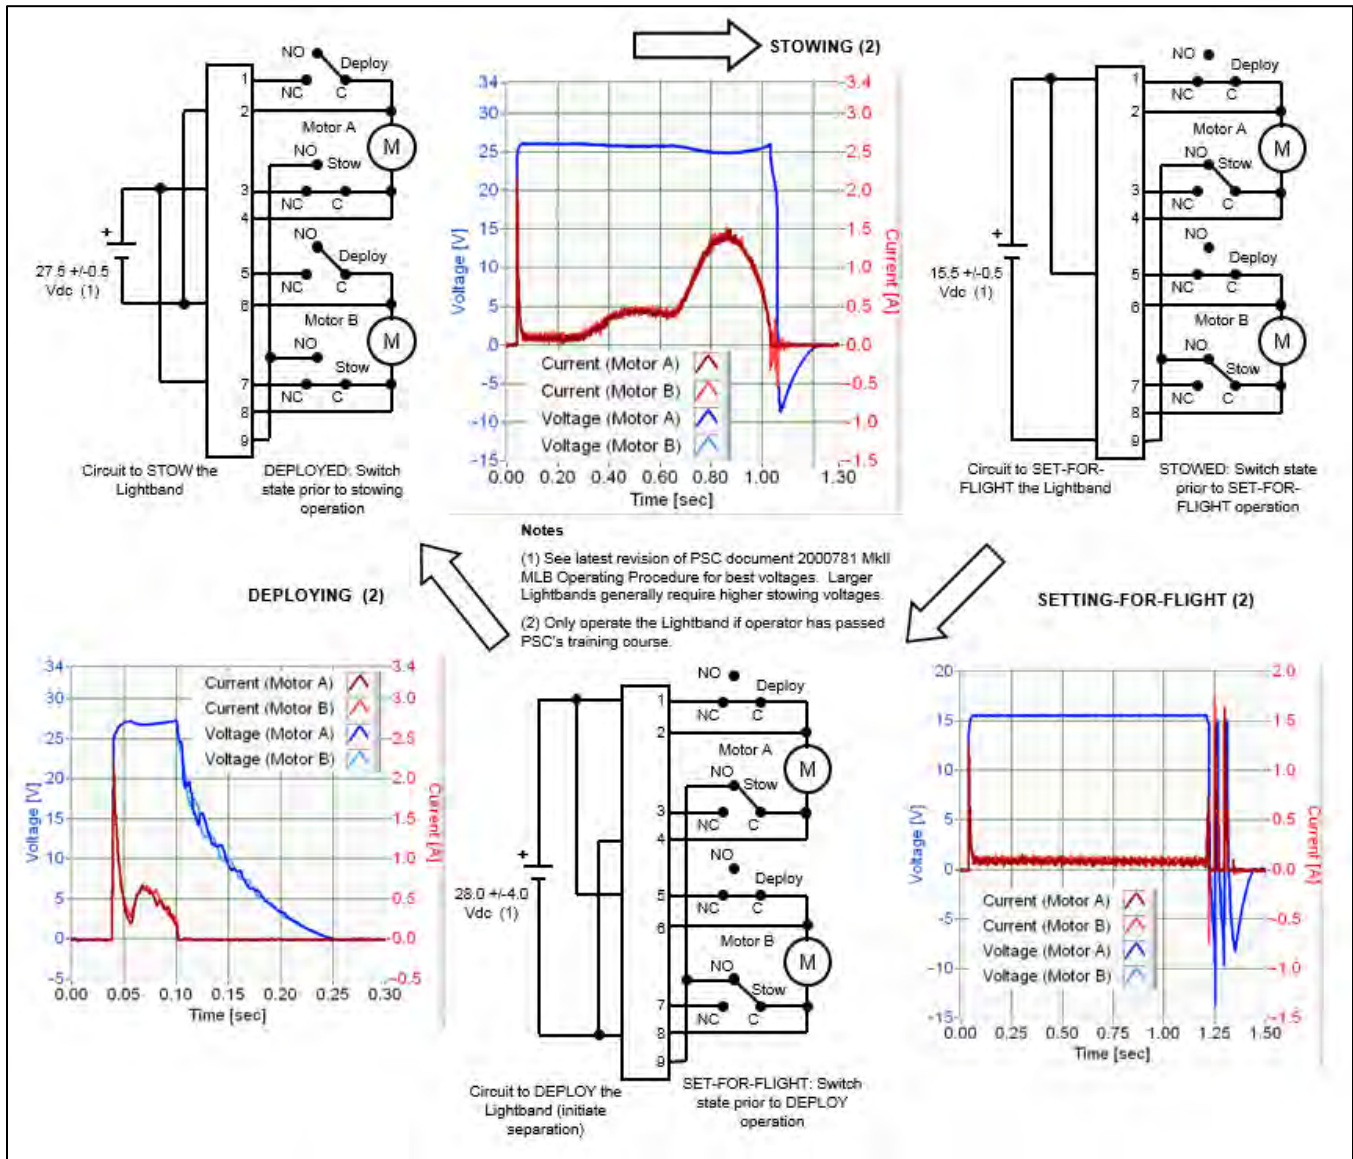 STOWING (2)
NO
Deploy
1
NC
C
2
Motor A
M
NO
Stow
3
NC
C
4
NO
Deploy
5
NC
C
6
Motor B
M
NO
Stow
7
NC
C
8
9
+
27.5 +/-0.5
Vdc (1)
Circuit to STOW the
Lightband
DEPLOYED: Switch
state prior to stowing
operation
34
30
25
20
15
10
5
0
-5
-10
-15
Voltage [V]
3.4
3.0
2.5
2.0
1.5
1.0
0.5
0.0
-0.5
-1.0
-1.5
Current [A]
Current (Motor A)
Current (Motor B)
Voltage (Motor A)
Voltage (Motor B)
0.00 0.20 0.40 0.60 0.80 1.00 1.30
Time [sec]
NO
Deploy
1
NC
C
2
Motor A
M
NO
Stow
3
NC
C
4
NO
Deploy
5
NC
C
6
Motor B
M
NO
Stow
7
NC
C
8
9
+
15.5 +/-0.5
Vdc (1)
Circuit to SET-FOR-
FLIGHT the Lightband
STOWED: Switch state
prior to SET-FOR-
FLIGHT operation
Notes
(1) See latest revision of PSC document 2000781 MkII
MLB Operating Procedure for best voltages. Larger
Lightbands generally require higher stowing voltages.
(2) Only operate the Lightband if operator has passed
PSC's training course.
DEPLOYING (2)
34
30
25
20
15
10
5
0
-5
Voltage [V]
3.4
3.0
2.5
2.0
1.5
1.0
0.5
-0.0
-0.5
Current [A]
Current (Motor A)
Current (Motor B)
Voltage (Motor A)
Voltage (Motor B)
0.00 0.05 0.10 0.15 0.20 0.25 0.30
Time [sec]
NO
Deploy
1
NC
C
2
Motor A
M
NO
Stow
3
NC
C
4
NO
Deploy
5
NC
C
6
Motor B
M
NO
Stow
7
NC
C
8
9
+
28.0 +/-4.0
Vdc (1)
Circuit to DEPLOY the
Lightband (initiate
separation)
SET-FOR-FLIGHT: Switch
state prior to DEPLOY
operation
SETTING-FOR-FLIGHT (2)
20
15
10
5
0
-5
-10
-15
Voltage [V]
2.0
1.5
1.0
0.5
0.0
-0.5
-1.0
-1.5
Current [A]
Current (Motor A)
Current (Motor B)
Voltage (Motor A)
Voltage (Motor B)
0.00 0.25 0.50 0.75 1.00 1.25 1.50
Time [sec]